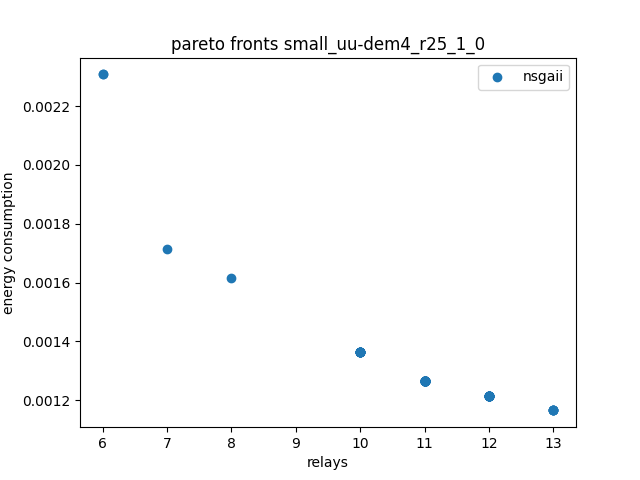 pareto fronts small_uu-dem4_r25_1_0
nsgaii
0.0022
0.0020
0.0018
0.0016
0.0014
0.0012
energy consumption
6 7 8 9 10 11 12 13
relays